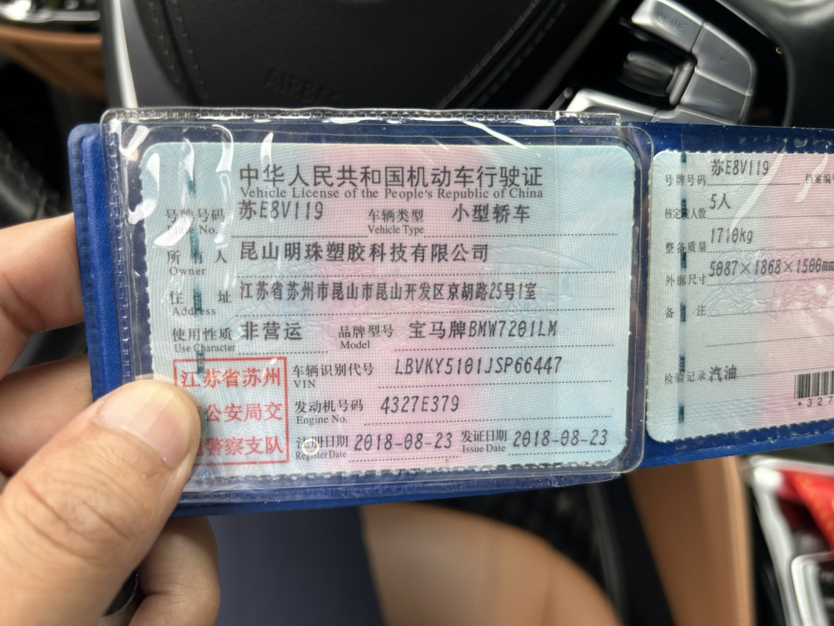 中华人民共和国机动车行驶证
Vehicle License of the People's Republic of China
号牌号码 苏E8V119 车辆类型 小型轿车
No. Vehicle Type
所有人 昆山明珠塑胶科技有限公司
Owner
住址 江苏省苏州市昆山市昆山开发区京胡路25号1室
Address
使用性质 非营运 品牌型号 宝马牌BMW7201LM
Use Character Model
江苏省苏州
公安局交
警察支队
车辆识别代号 LBVKY5101JSP66447
VIN
发动机号码 4327E379
Engine No.
注册日期 2018-08-23 发证日期 2018-08-23
Register Date Issue Date
号牌号码 苏E8V119 档案编号
核定载人数 5人
整备质量 1710kg
外廓尺寸 5087×1868×1500mm
备注
检验记录 汽油
*327